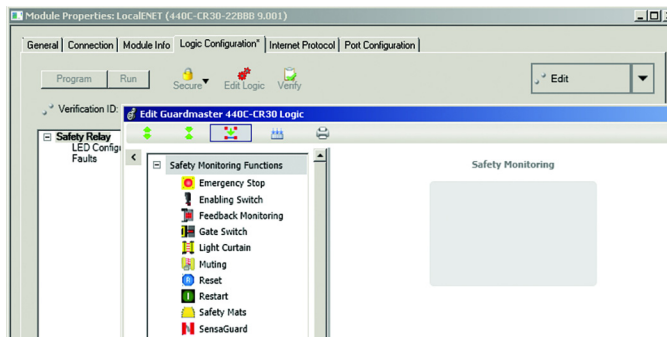 Module Properties: LocalENET (440C-CR30-22BBB 9.001)
General Connection Module Info Logic Configuration* Internet Protocol Port Configuration
Program Run Secure Edit Logic Verify Edit
Verification ID:
Edit Guardmaster 440C-CR30 Logic
Safety Relay
LED Config
Faults
Safety Monitoring Functions
Emergency Stop
Enabling Switch
Feedback Monitoring
Gate Switch
Light Curtain
Muting
Reset
Restart
Safety Mats
SensaGuard
Safety Monitoring